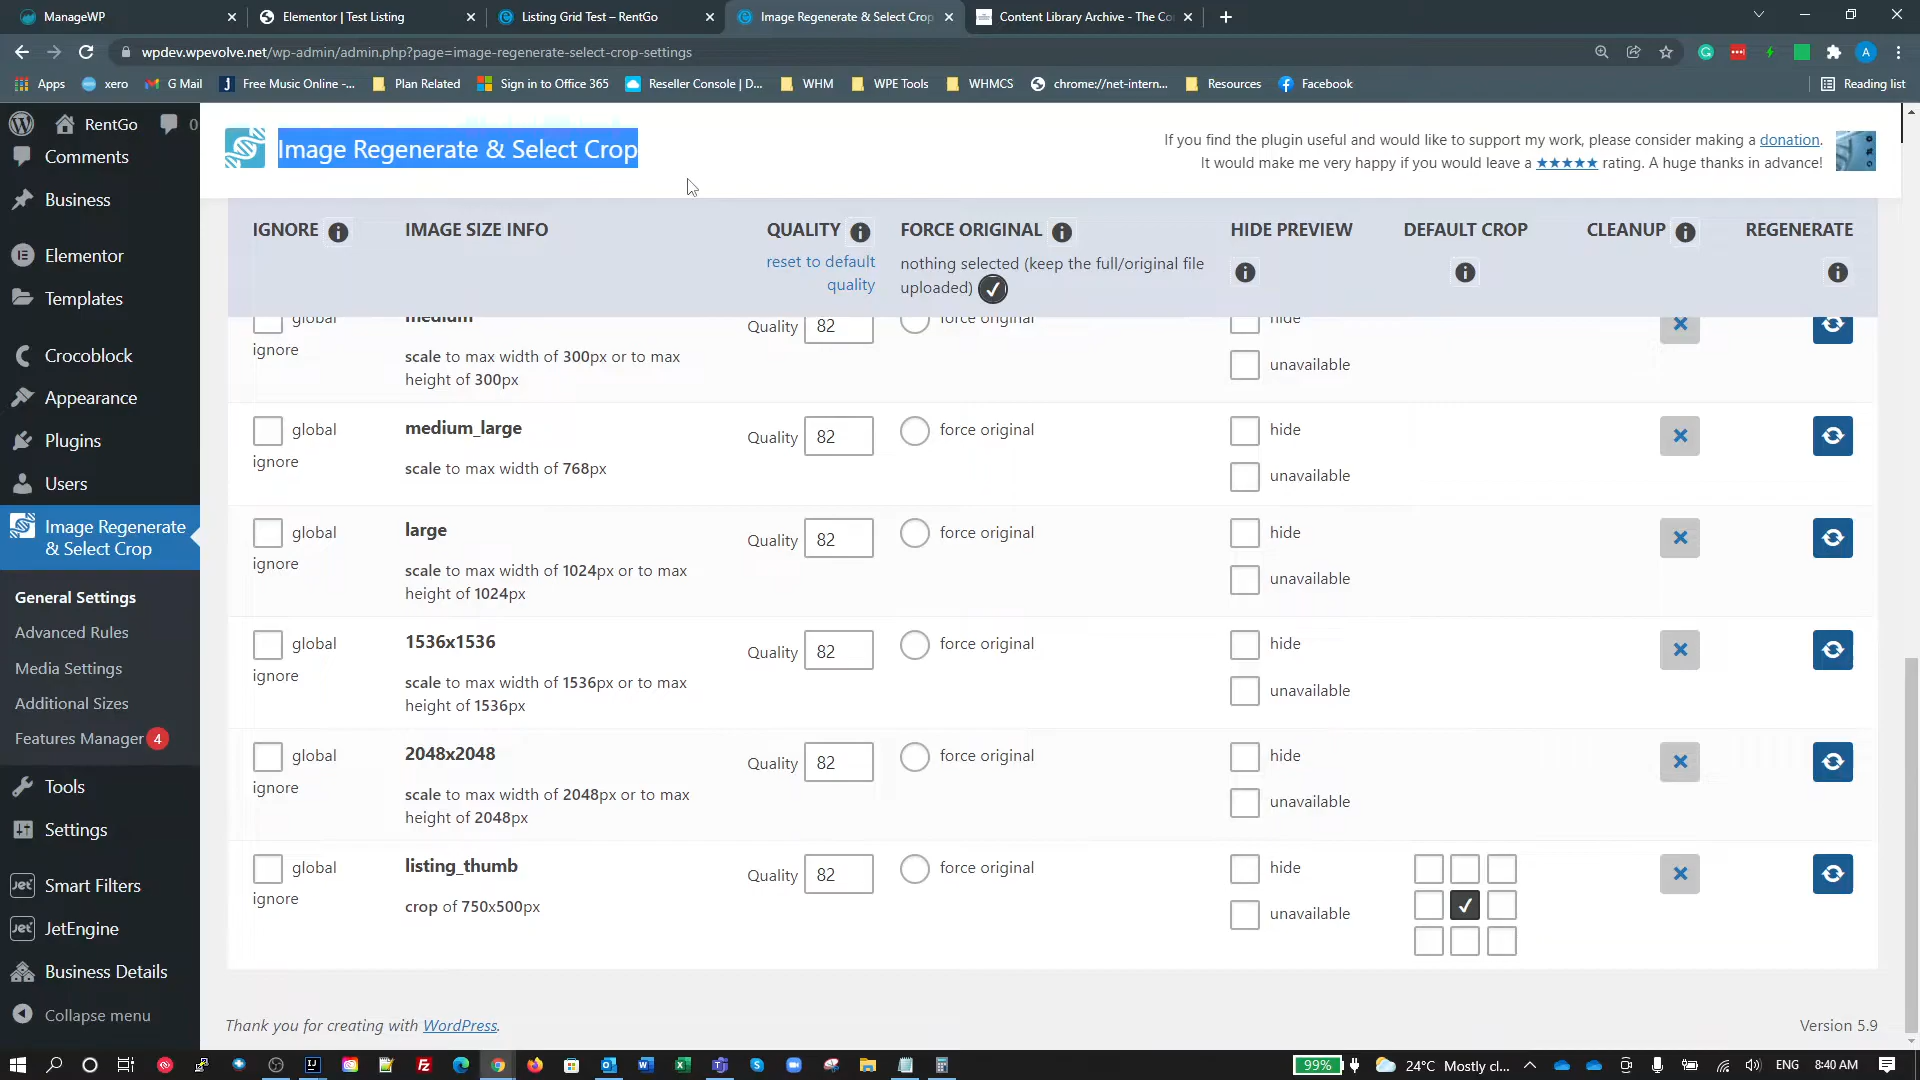 ManageWP
Elementor | Test Listing
Listing Grid Test – RentGo
Image Regenerate & Select Crop
Content Library Archive - The Co
wpdev.wpevolve.net/wp-admin/admin.php?page=image-regenerate-select-crop-settings
A
Apps
xero
G Mail
Free Music Online -...
Plan Related
Sign in to Office 365
Reseller Console | D...
WHM
WPE Tools
WHMCS
chrome://net-intern...
Resources
Facebook
Reading list
RentGo
0
Comments
Business
Elementor
Templates
Crocoblock
Appearance
Plugins
Users
Image Regenerate
& Select Crop
General Settings
Advanced Rules
Media Settings
Additional Sizes
Features Manager 4
Tools
Settings
Smart Filters
JetEngine
Business Details
Collapse menu
Image Regenerate & Select Crop
If you find the plugin useful and would like to support my work, please consider making a donation.
It would make me very happy if you would leave a ★★★★★ rating. A huge thanks in advance!
IGNORE
IMAGE SIZE INFO
QUALITY
reset to default
quality
FORCE ORIGINAL
nothing selected (keep the full/original file
uploaded)
HIDE PREVIEW
DEFAULT CROP
CLEANUP
REGENERATE
global
ignore
medium
scale to max width of 300px or to max
height of 300px
Quality 82
force original
hide
unavailable
global
ignore
medium_large
scale to max width of 768px
Quality 82
force original
hide
unavailable
global
ignore
large
scale to max width of 1024px or to max
height of 1024px
Quality 82
force original
hide
unavailable
global
ignore
1536x1536
scale to max width of 1536px or to max
height of 1536px
Quality 82
force original
hide
unavailable
global
ignore
2048x2048
scale to max width of 2048px or to max
height of 2048px
Quality 82
force original
hide
unavailable
global
ignore
listing_thumb
crop of 750x500px
Quality 82
force original
hide
unavailable
Thank you for creating with WordPress.
Version 5.9
99%
24°C Mostly cl...
ENG
8:40 AM